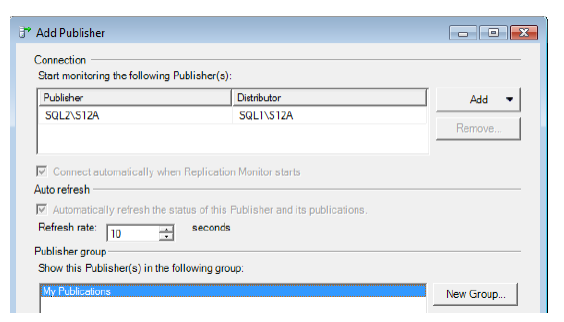 Add Publisher
Connection
Start monitoring the following Publisher(s):
Publisher Distributor Add
SQL2\S12A SQL1\S12A
Remove...
Connect automatically when Replication Monitor starts
Auto refresh
Automatically refresh the status of this Publisher and its publications.
Refresh rate: 10 seconds
Publisher group
Show this Publisher(s) in the following group:
My Publications New Group...